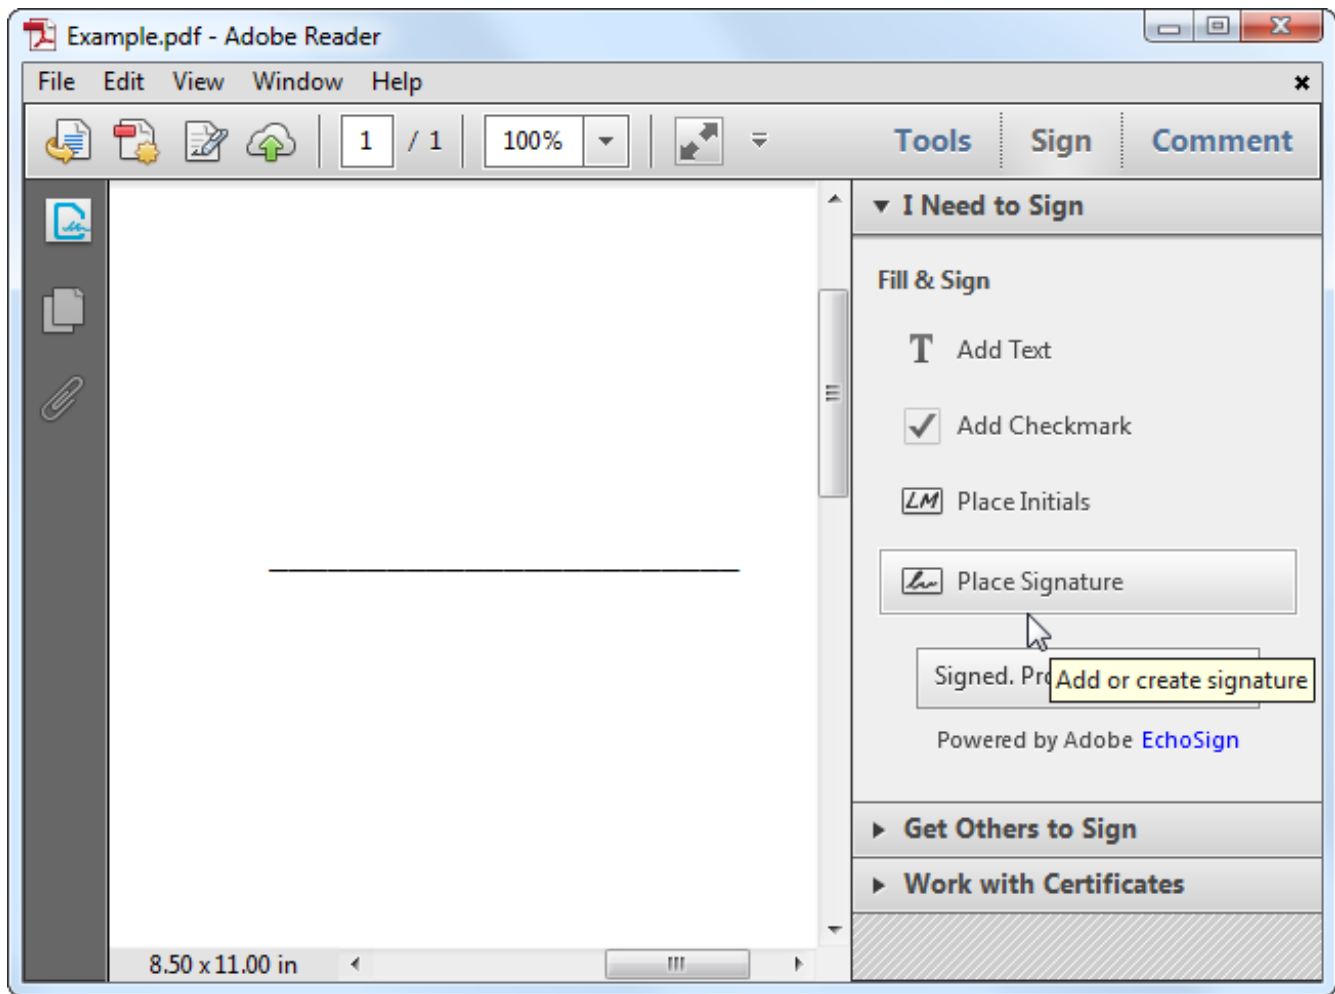 Example.pdf - Adobe Reader
File Edit View Window Help
1 / 1 100% Tools Sign Comment
I Need to Sign
Fill & Sign
T Add Text
Add Checkmark
LM Place Initials
Place Signature
Signed.
Add or create signature
Powered by Adobe EchoSign
Get Others to Sign
Work with Certificates
8.50 x 11.00 in